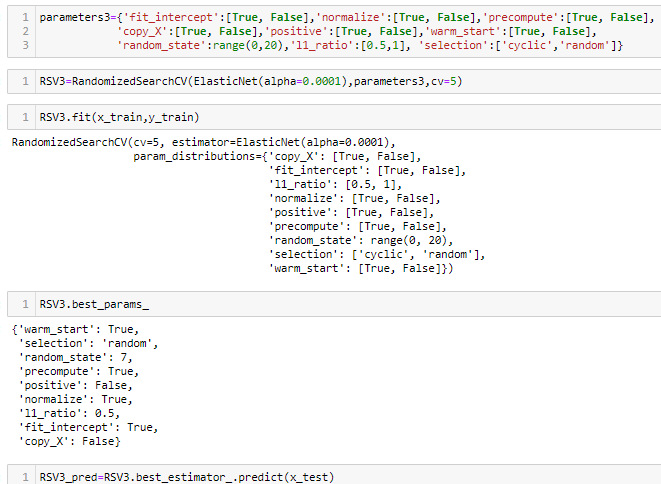 1 parameters3={'fit_intercept':[True, False],'normalize':[True, False],'precompute':[True, False],
2 'copy_X':[True, False],'positive':[True, False],'warm_start':[True, False],
3 'random_state':range(0,20),'l1_ratio':[0.5,1], 'selection':['cyclic','random']}
1 RSV3=RandomizedSearchCV(ElasticNet(alpha=0.0001),parameters3,cv=5)
1 RSV3.fit(x_train,y_train)
RandomizedSearchCV(cv=5, estimator=ElasticNet(alpha=0.0001),
param_distributions={'copy_X': [True, False],
'fit_intercept': [True, False],
'l1_ratio': [0.5, 1],
'normalize': [True, False],
'positive': [True, False],
'precompute': [True, False],
'random_state': range(0, 20),
'selection': ['cyclic', 'random'],
'warm_start': [True, False]})
1 RSV3.best_params_
{'warm_start': True,
'selection': 'random',
'random_state': 7,
'precompute': True,
'positive': False,
'normalize': True,
'l1_ratio': 0.5,
'fit_intercept': True,
'copy_X': False}
1 RSV3_pred=RSV3.best_estimator_.predict(x_test)